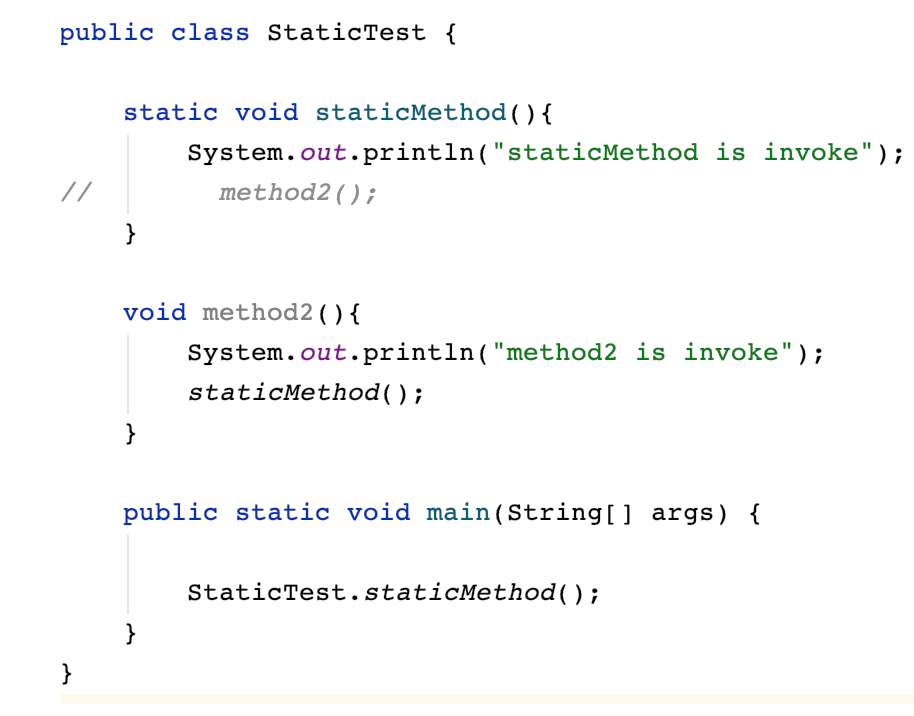 public class StaticTest {
    static void staticMethod(){
        System.out.println("staticMethod is invoke");
//        method2();
    }
    void method2(){
        System.out.println("method2 is invoke");
        staticMethod();
    }
    public static void main(String[] args) {
        StaticTest.staticMethod();
    }
}